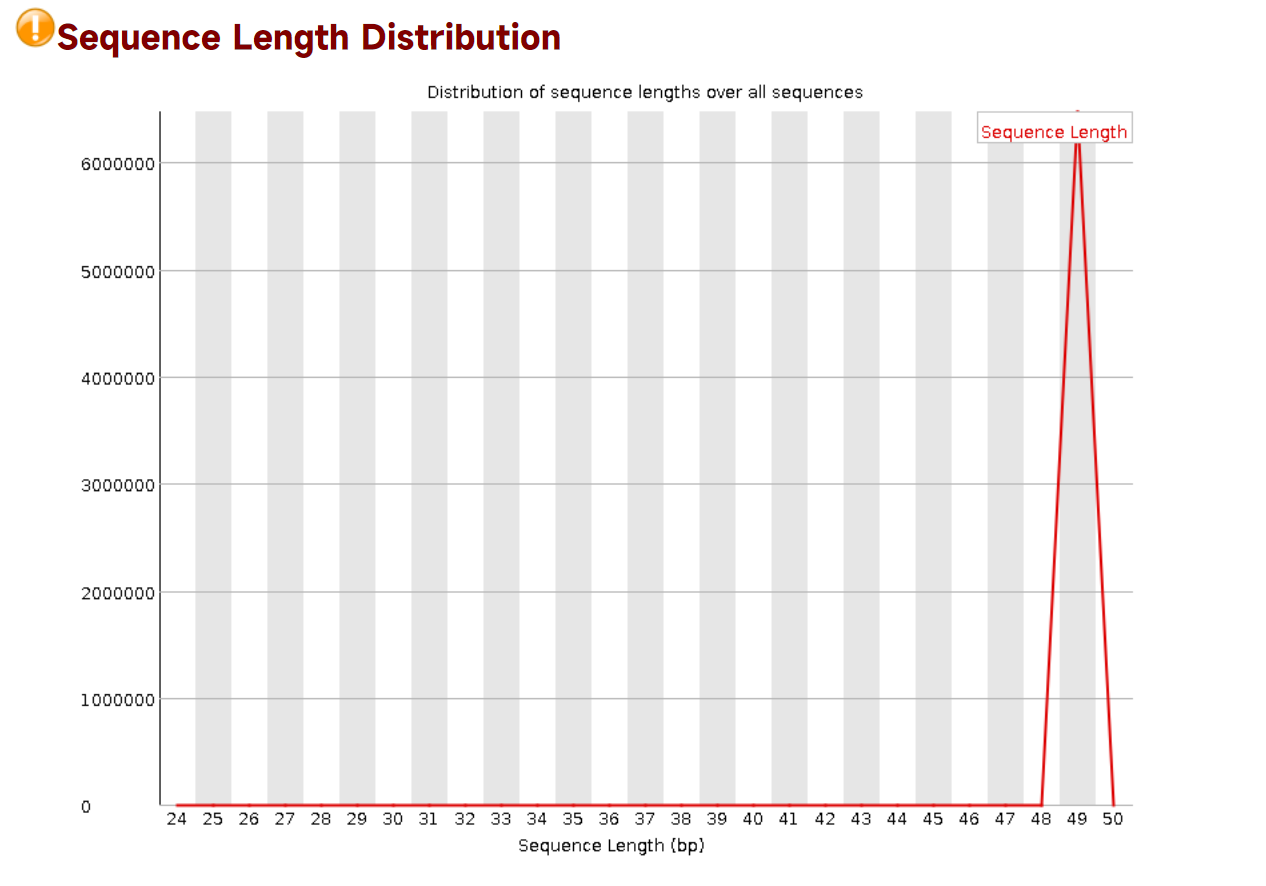 Sequence Length Distribution
Distribution of sequence lengths over all sequences
Sequence Length
6000000
5000000
4000000
3000000
2000000
1000000
0
24 25 26 27 28 29 30 31 32 33 34 35 36 37 38 39 40 41 42 43 44 45 46 47 48 49 50
Sequence Length (bp)